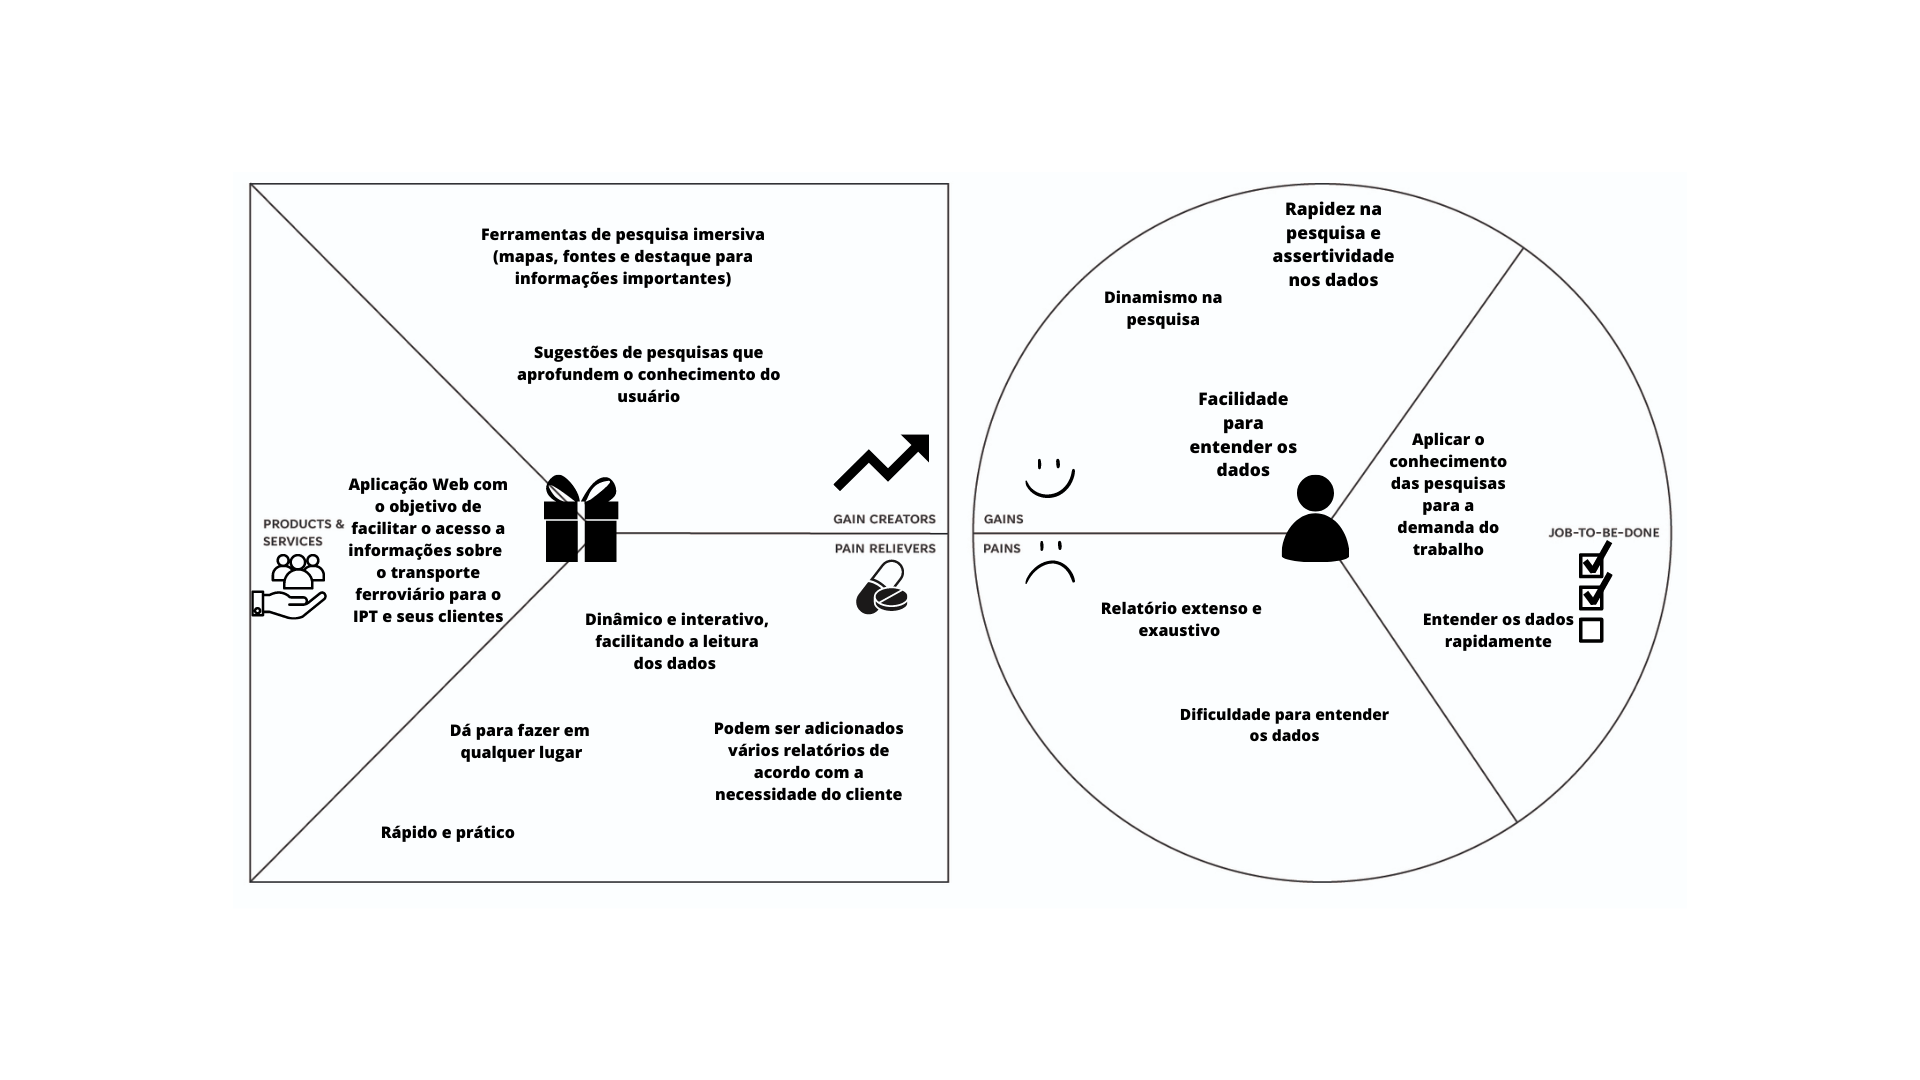 Ferramentas de pesquisa imersiva
(mapas, fontes e destaque para
informações importantes)
Sugestões de pesquisas que
aprofundem o conhecimento do
usuário
GAIN CREATORS
PRODUCTS &
SERVICES
Aplicação Web com
o objetivo de
facilitar o acesso a
informações sobre
o transporte
ferroviário para o
IPT e seus clientes
PAIN RELIEVERS
Dinâmico e interativo,
facilitando a leitura
dos dados
Dá para fazer em
qualquer lugar
Podem ser adicionados
vários relatórios de
acordo com a
necessidade do cliente
Rápido e prático
Rapidez na
pesquisa e
assertividade
nos dados
Dinamismo na
pesquisa
Facilidade
para
entender os
dados
GAINS
PAINS
Relatório extenso e
exaustivo
Dificuldade para entender
os dados
Aplicar o
conhecimento
das pesquisas
para a
demanda do
trabalho
JOB-TO-BE-DONE
Entender os dados
rapidamente